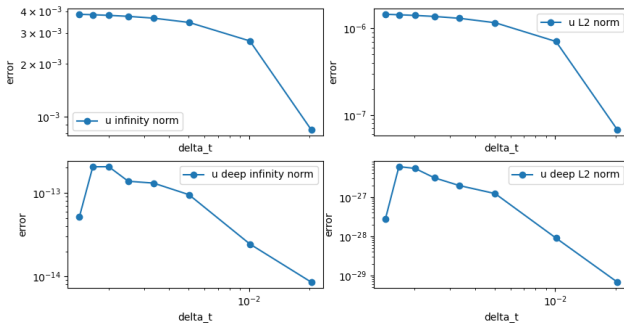 4 × 10⁻³
3 × 10⁻³
2 × 10⁻³
10⁻³
error
u infinity norm
delta_t
10⁻⁶
10⁻⁷
error
u L2 norm
delta_t
10⁻¹³
10⁻¹⁴
error
u deep infinity norm
10⁻²
delta_t
10⁻²⁷
10⁻²⁸
10⁻²⁹
error
u deep L2 norm
10⁻²
delta_t